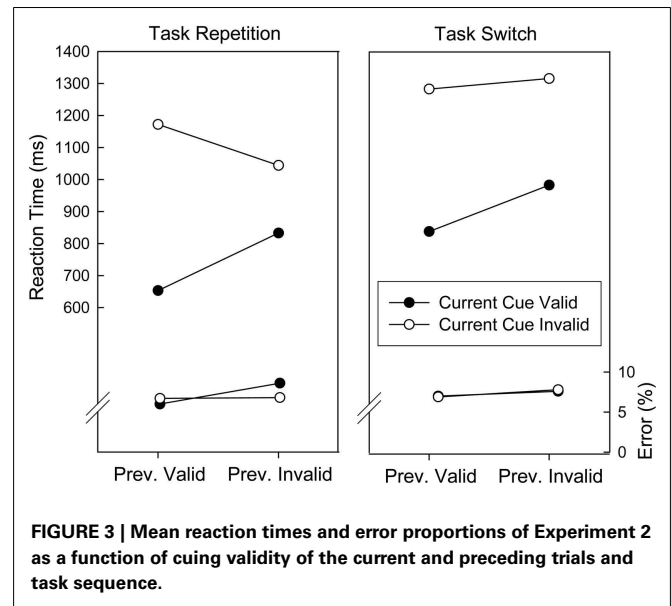 Task Repetition
Task Switch
1400
1300
1200
1100
1000
900
800
700
600
Reaction Time (ms)
Current Cue Valid
Current Cue Invalid
10
5
0
Error (%)
Prev. Valid Prev. Invalid
Prev. Valid Prev. Invalid
FIGURE 3 | Mean reaction times and error proportions of Experiment 2
as a function of cuing validity of the current and preceding trials and
task sequence.